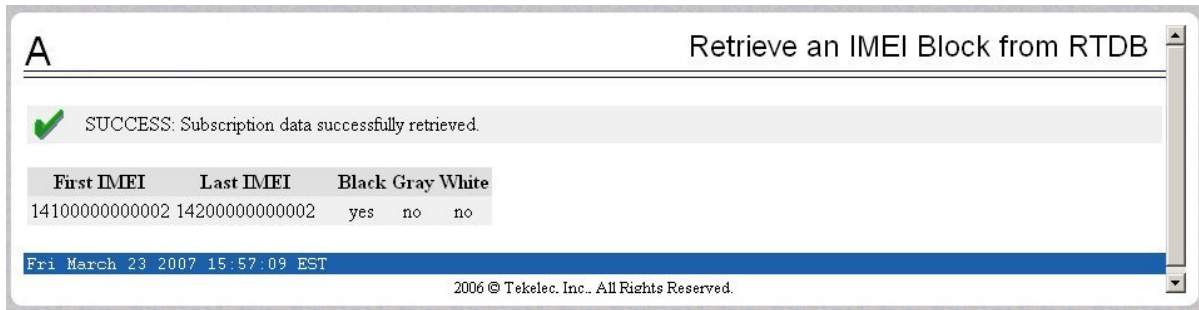 A
Retrieve an IMEI Block from RTDB
SUCCESS: Subscription data successfully retrieved.
First IMEI Last IMEI Black Gray White
14100000000002 14200000000002 yes no no
Fri March 23 2007 15:57:09 EST
2006 © Tekelec, Inc., All Rights Reserved.